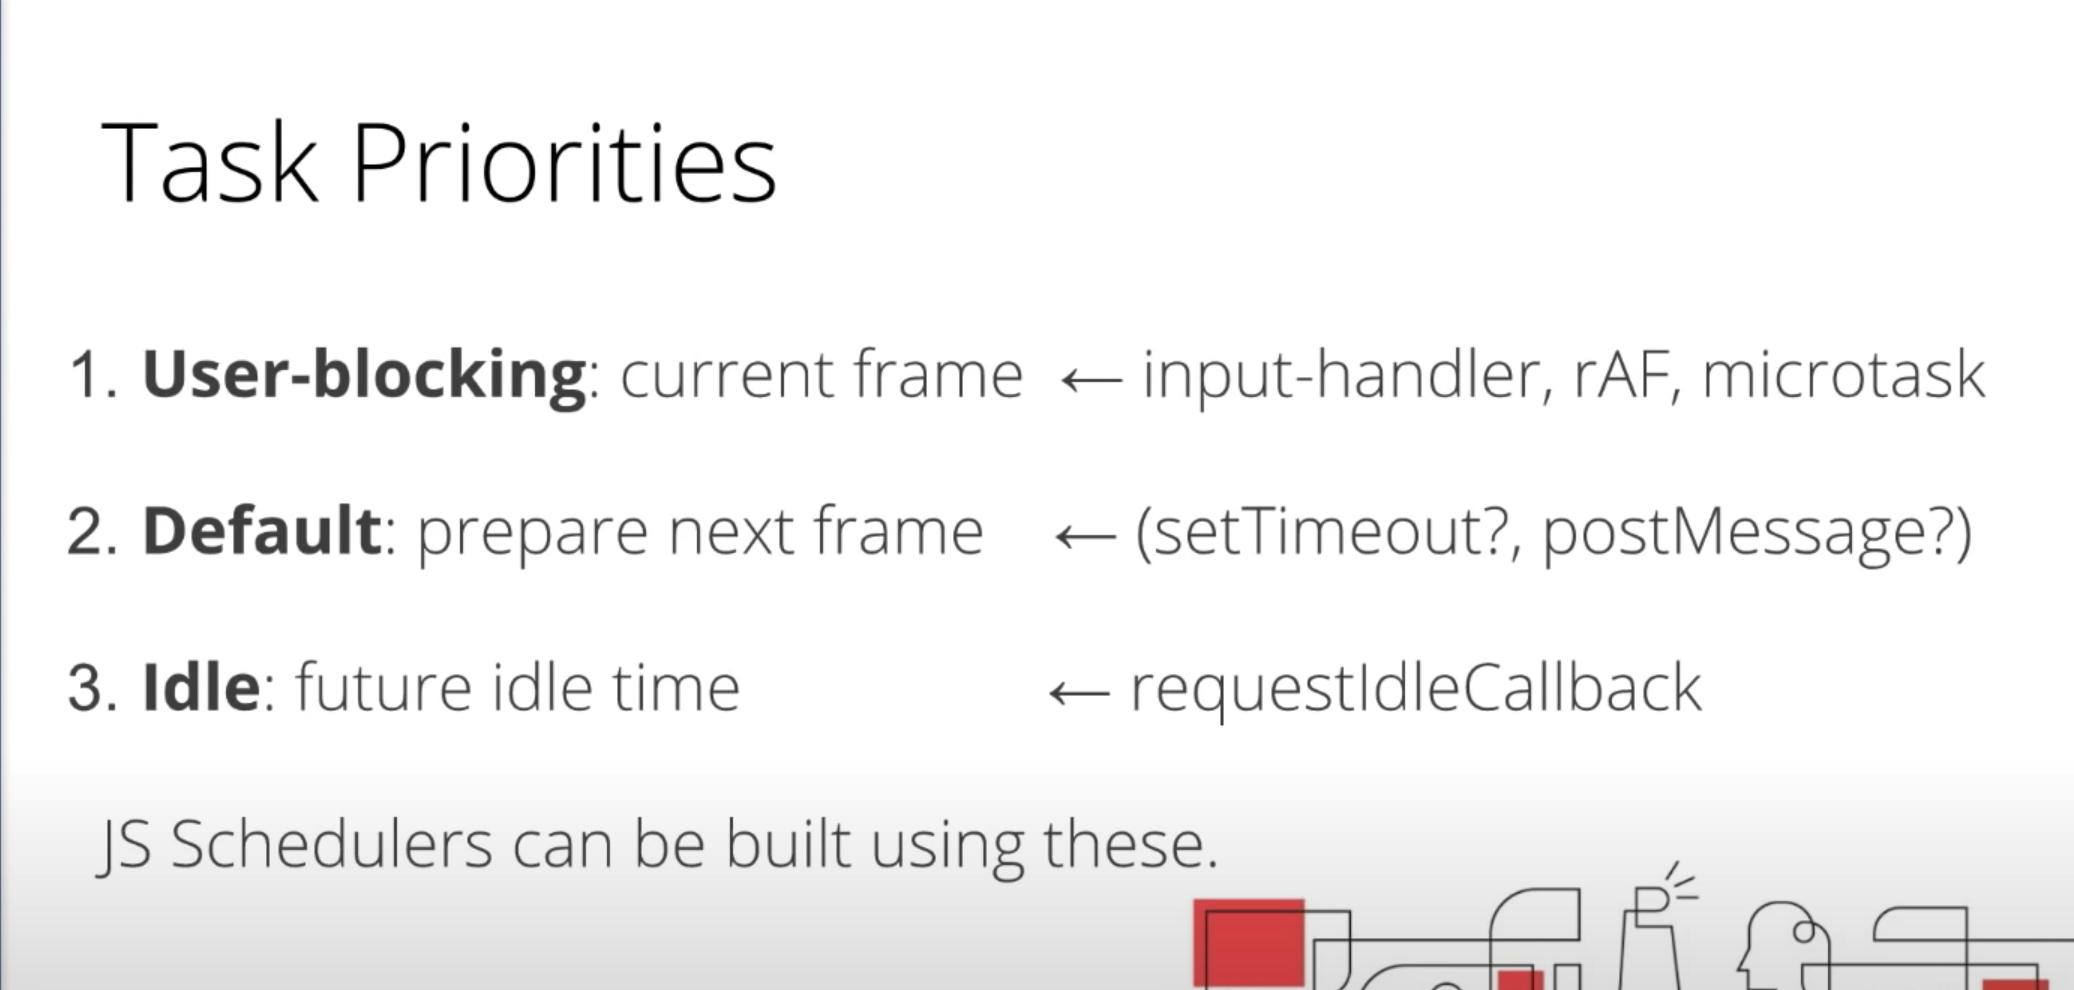 Task Priorities
1. User-blocking: current frame ← input-handler, rAF, microtask
2. Default: prepare next frame ← (setTimeout?, postMessage?)
3. Idle: future idle time ← requestIdleCallback
JS Schedulers can be built using these.